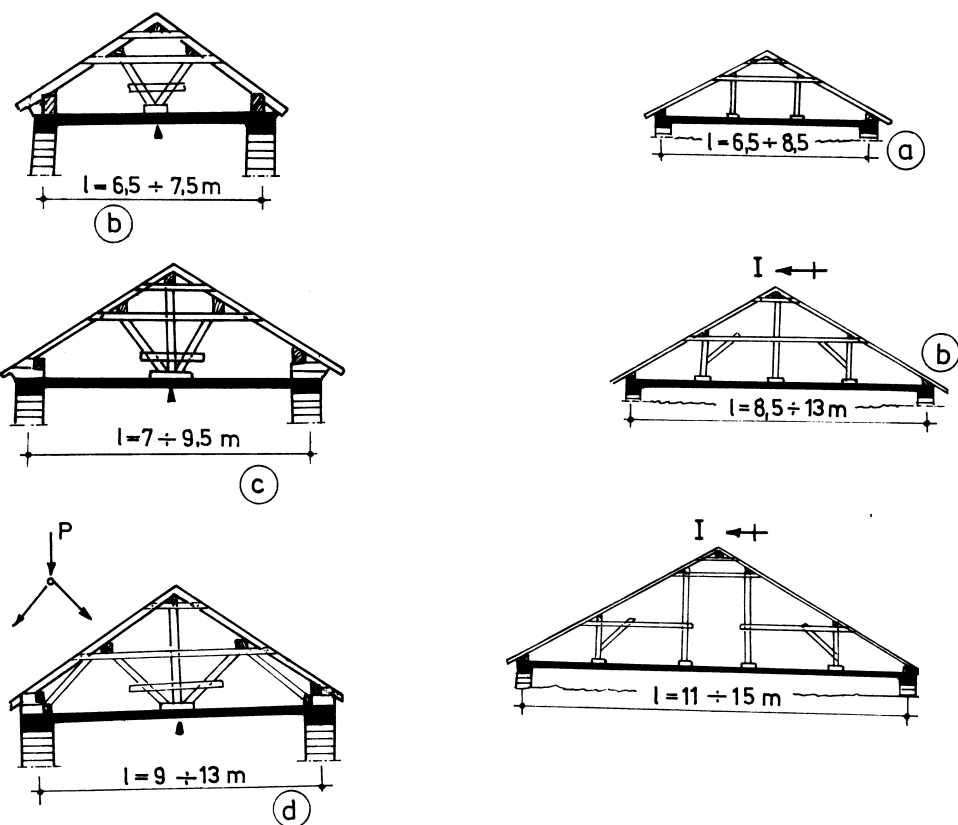 l = 6,5 ÷ 7,5 m
b
l = 7 ÷ 9,5 m
c
P
l = 9 ÷ 13 m
d
l = 6,5 ÷ 8,5
a
I
b
l = 8,5 ÷ 13 m
I
l = 11 ÷ 15 m